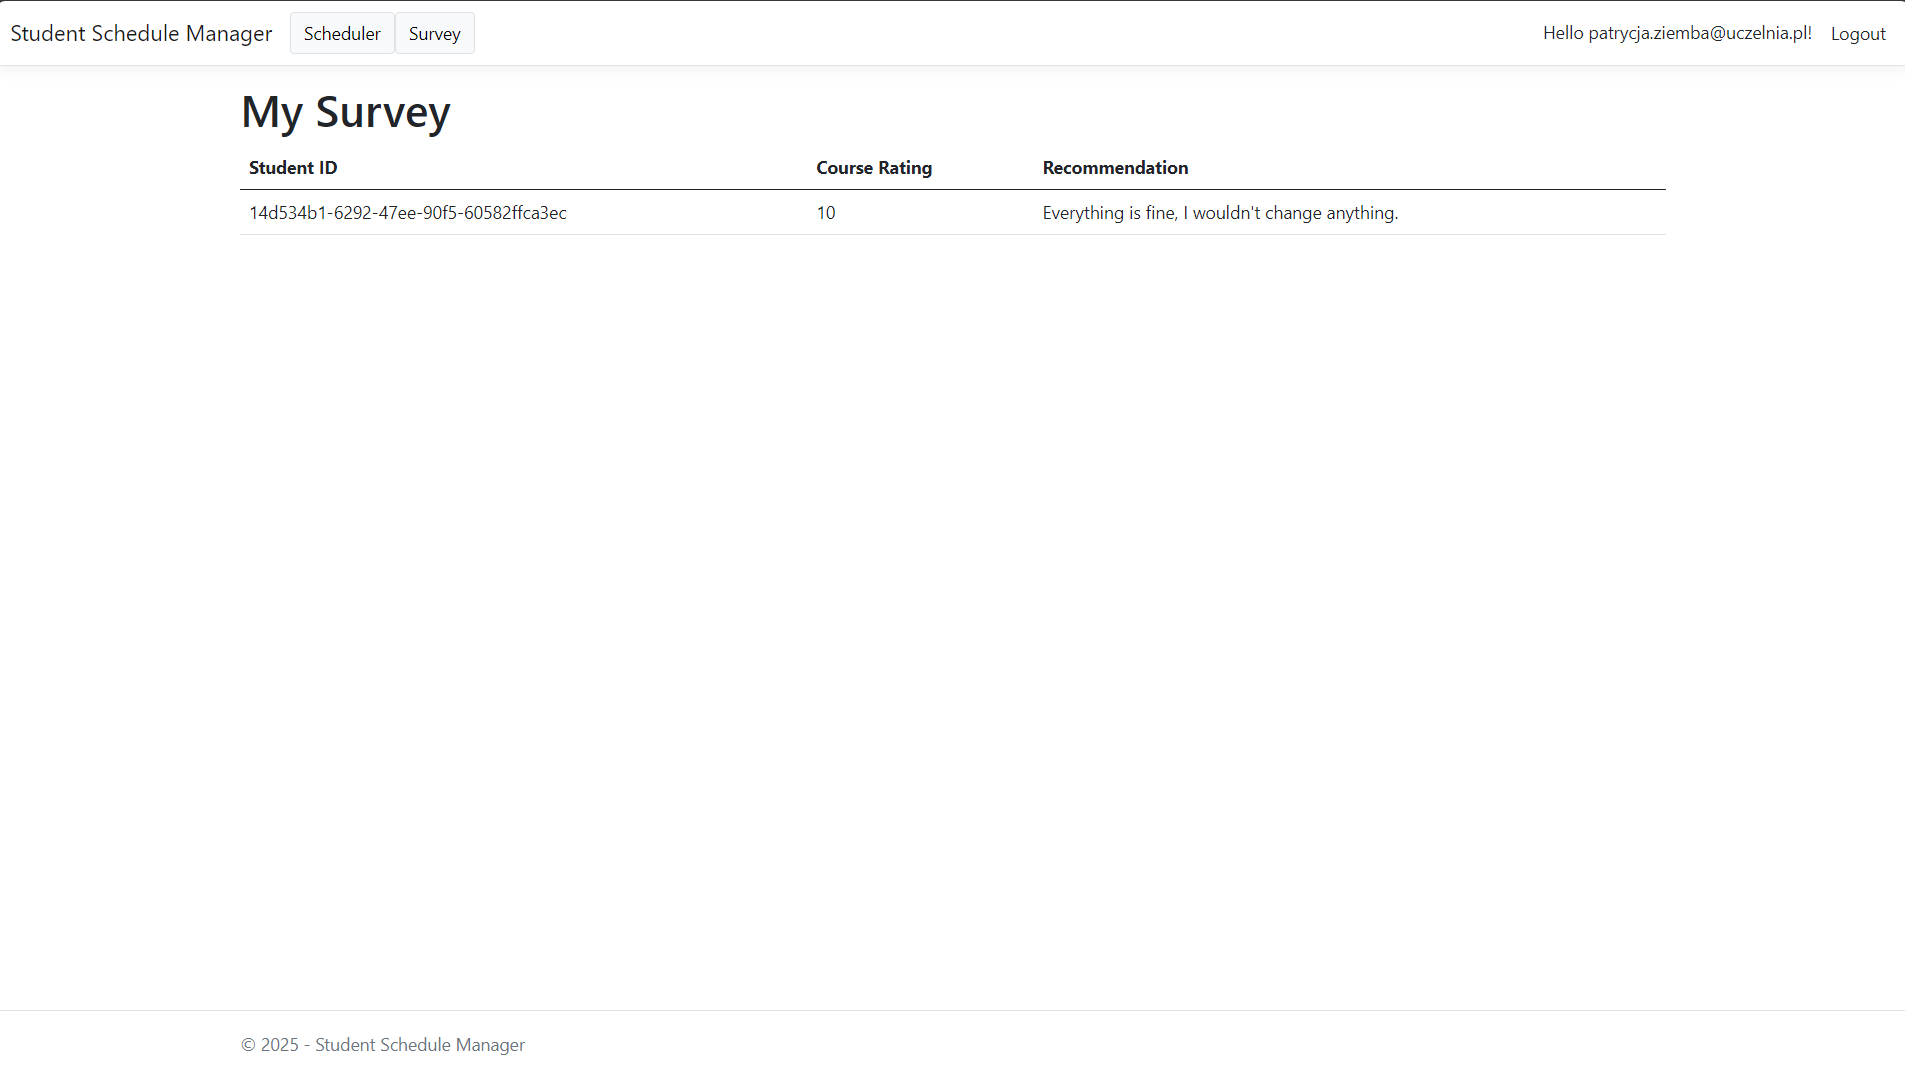 Student Schedule Manager Scheduler Survey Hello patrycja.ziemba@uczelnia.pl! Logout
My Survey
Student ID Course Rating Recommendation
14d534b1-6292-47ee-90f5-60582ffca3ec 10 Everything is fine, I wouldn't change anything.
© 2025 - Student Schedule Manager